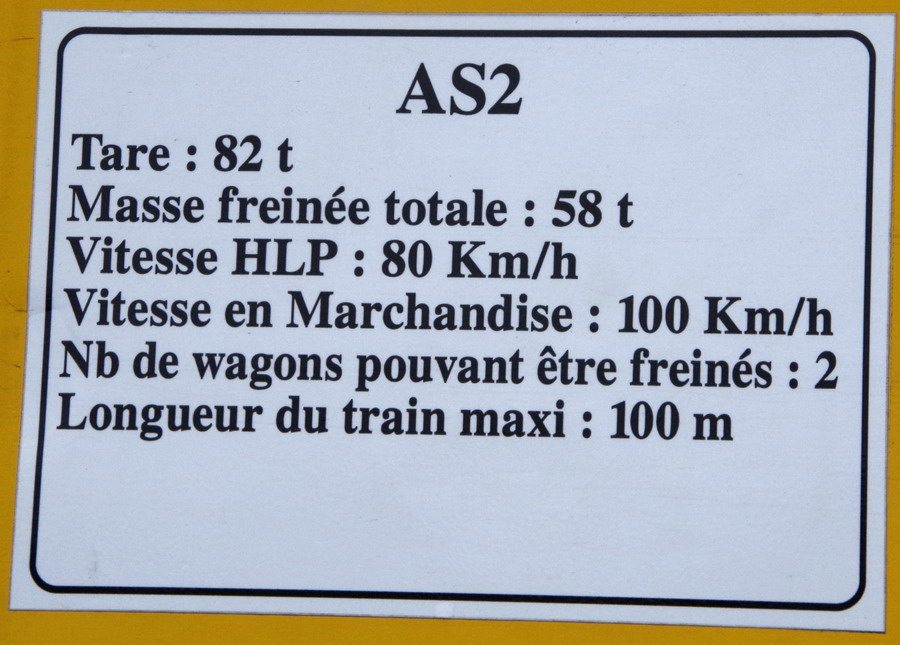 AS2
Tare : 82 t
Masse freinée totale : 58 t
Vitesse HLP : 80 Km/h
Vitesse en Marchandise : 100 Km/h
Nb de wagons pouvant être freinés : 2
Longueur du train maxi : 100 m